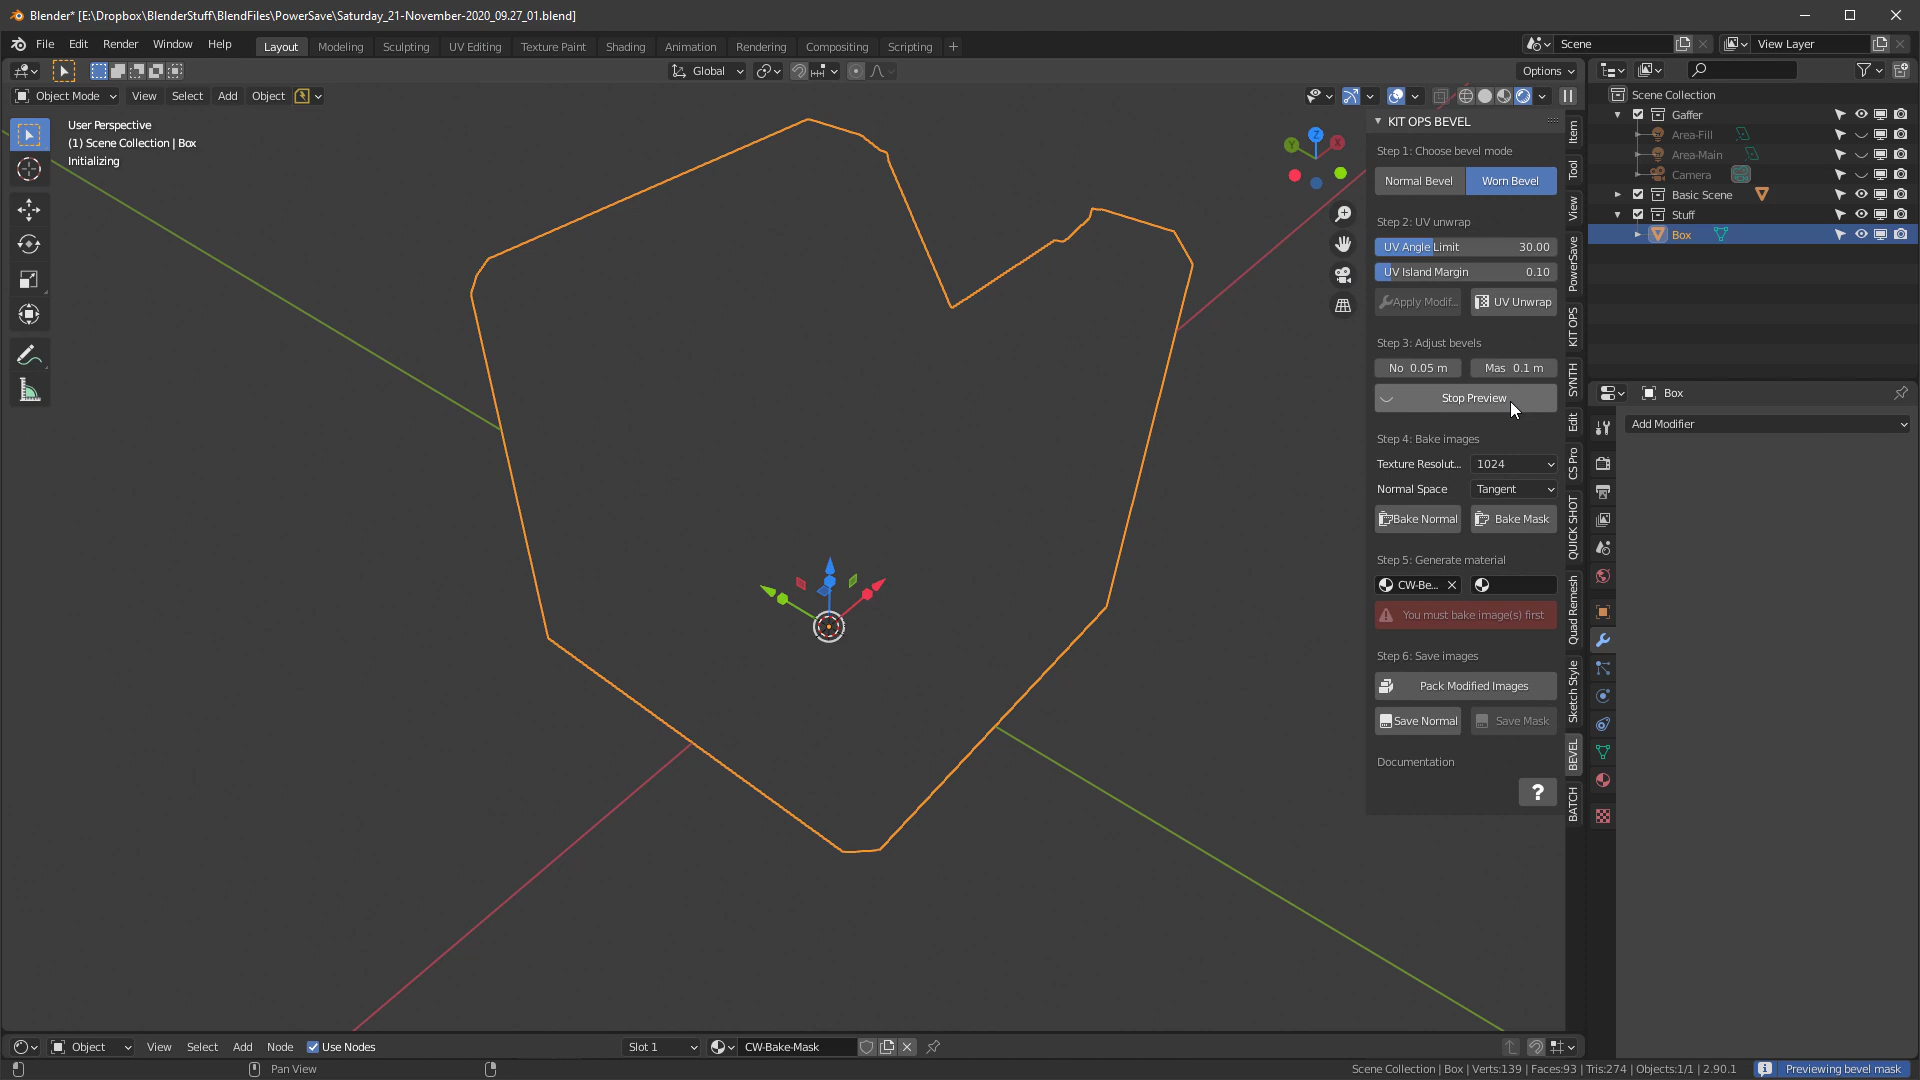 Blender* [E:\Dropbox\BlenderStuff\BlendFiles\PowerSave\Saturday_21-November-2020_09.27_01.blend]
File Edit Render Window Help Layout Modeling Sculpting UV Editing Texture Paint Shading Animation Rendering Compositing Scripting + Scene View Layer
Global Options
Object Mode View Select Add Object
User Perspective
(1) Scene Collection | Box
Initializing
Z
Y
X
KIT OPS BEVEL
Step 1: Choose bevel mode
Normal Bevel Worn Bevel
Step 2: UV unwrap
UV Angle Limit 30.00
UV Island Margin 0.10
Apply Modif... UV Unwrap
Step 3: Adjust bevels
No 0.05 m Mas 0.1 m
Stop Preview
Step 4: Bake images
Texture Resolut... 1024
Normal Space Tangent
Bake Normal Bake Mask
Step 5: Generate material
CW-Be...
You must bake image(s) first
Step 6: Save images
Pack Modified Images
Save Normal Save Mask
Documentation
?
Item
Tool
View
PowerSave
KIT OPS
SYNTH
Edit
CS Pro
QUICK SHOT
Quad Remesh
Sketch Style
BEVEL
BATCH
Scene Collection
Gaffer
Area-Fill
Area-Main
Camera
Basic Scene
Stuff
Box
Box
Add Modifier
Object View Select Add Node Use Nodes Slot 1 CW-Bake-Mask
Pan View Scene Collection | Box | Verts:139 | Faces:93 | Tris:274 | Objects:1/1 | 2.90.1 Previewing bevel mask